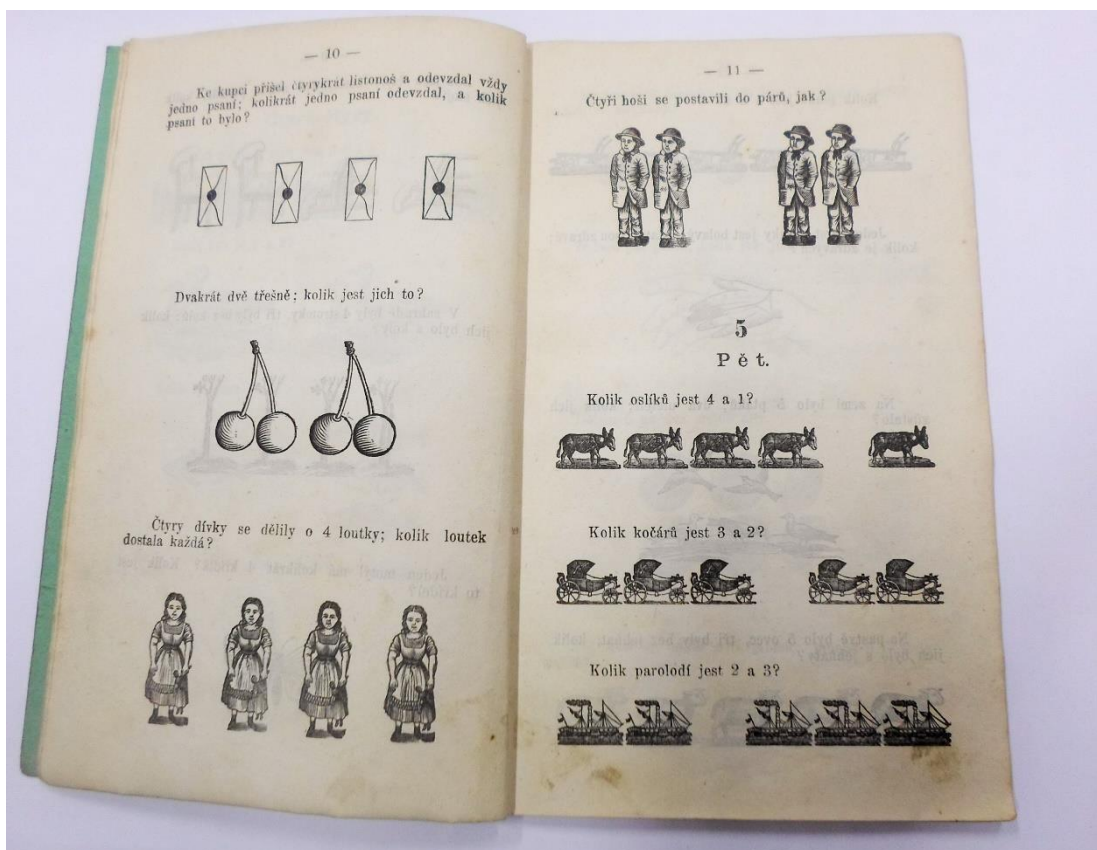 — 10 —
Ke kupci přišel čtyrykrát listonoš a odevzdal vždy
jedno psaní; kolikrát jedno psaní odevzdal, a kolik
psaní to bylo?
Dvakrát dvě třešně; kolik jest jich to?
Čtyry dívky se dělily o 4 loutky; kolik loutek
dostala každá?
— 11 —
Čtyři hoši se postavili do párů, jak?
5
Pět.
Kolik oslíků jest 4 a 1?
Kolik kočárů jest 3 a 2?
Kolik parolodí jest 2 a 3?